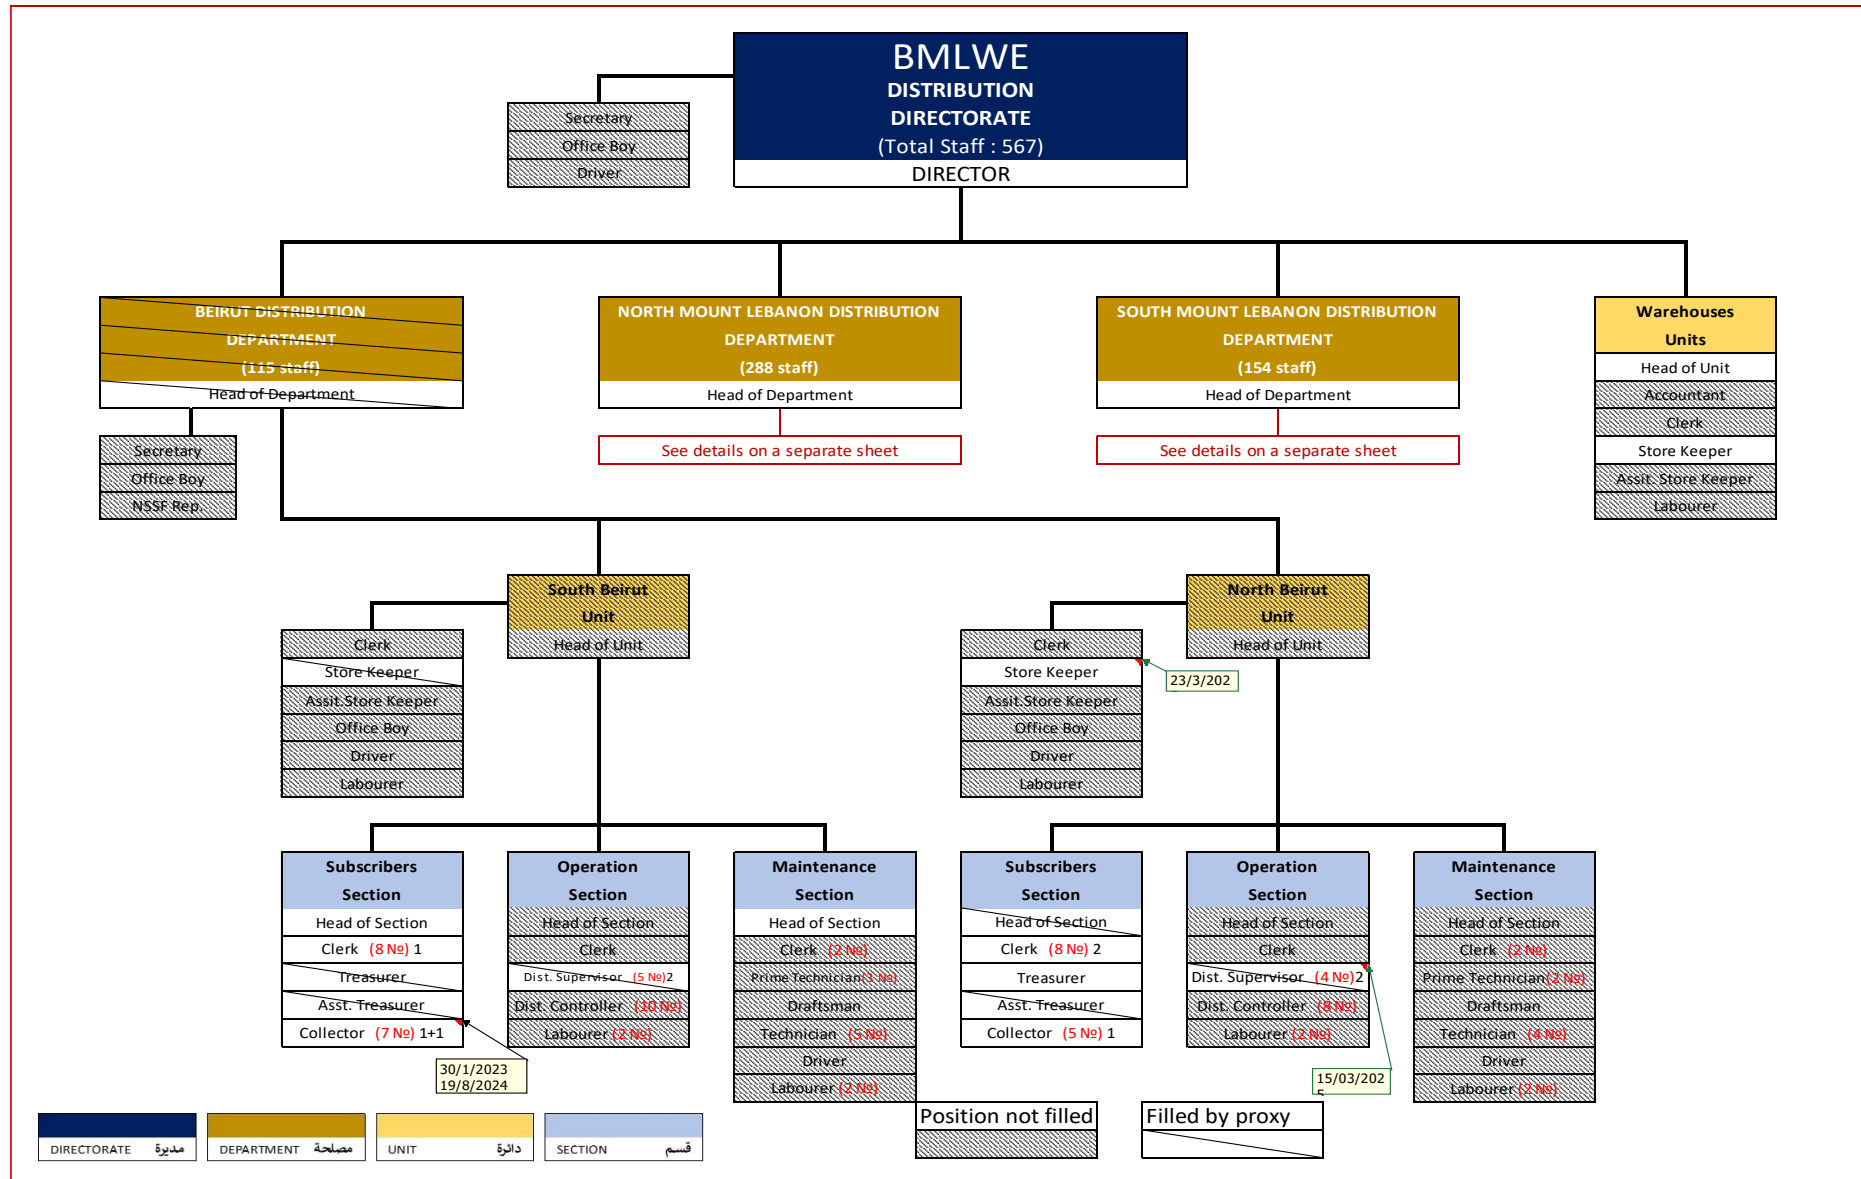 BMLWE
DISTRIBUTION
DIRECTORATE
(Total Staff : 567)
DIRECTOR
Secretary
Office Boy
Driver
BEIRUT DISTRIBUTION
DEPARTMENT
(115 staff)
Head of Department
Secretary
Office Boy
NSSF Rep.
NORTH MOUNT LEBANON DISTRIBUTION
DEPARTMENT
(288 staff)
Head of Department
See details on a separate sheet
SOUTH MOUNT LEBANON DISTRIBUTION
DEPARTMENT
(154 staff)
Head of Department
See details on a separate sheet
Warehouses
Units
Head of Unit
Accountant
Clerk
Store Keeper
Assit. Store Keeper
Labourer
South Beirut
Unit
Head of Unit
Clerk
Store Keeper
Assit.Store Keeper
Office Boy
Driver
Labourer
North Beirut
Unit
Head of Unit
Clerk
Store Keeper
Assit.Store Keeper
Office Boy
Driver
Labourer
23/3/202
Subscribers
Section
Head of Section
Clerk (8 №) 1
Treasurer
Asst. Treasurer
Collector (7 №) 1+1
30/1/2023
19/8/2024
Operation
Section
Head of Section
Clerk
Dist. Supervisor (5 №)2
Dist. Controller (10 №)
Labourer (2 №)
Maintenance
Section
Head of Section
Clerk (2 №)
Prime Technician(3 №)
Draftsman
Technician (5 №)
Driver
Labourer (2 №)
Subscribers
Section
Head of Section
Clerk (8 №) 2
Treasurer
Asst. Treasurer
Collector (5 №) 1
Operation
Section
Head of Section
Clerk
Dist. Supervisor (4 №)2
Dist. Controller (8 №)
Labourer (2 №)
15/03/202
5
Maintenance
Section
Head of Section
Clerk (2 №)
Prime Technician(2 №)
Draftsman
Technician (4 №)
Driver
Labourer (2 №)
DIRECTORATE مديرة
DEPARTMENT مصلحة
UNIT دائرة
SECTION قسم
Position not filled
Filled by proxy